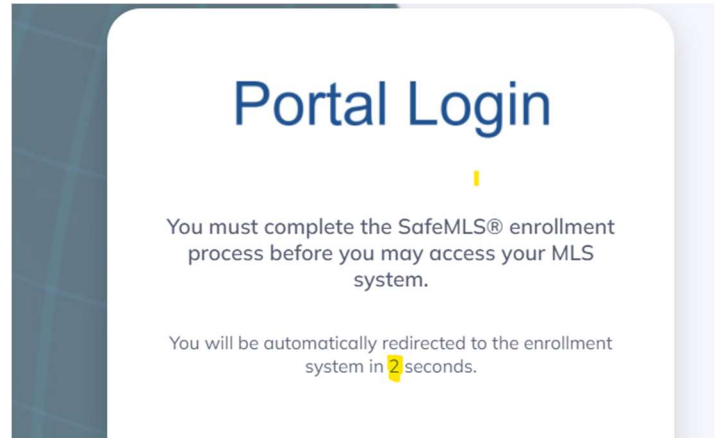 Portal Login
You must complete the SafeMLS® enrollment
process before you may access your MLS
system.
You will be automatically redirected to the enrollment
system in 2 seconds.